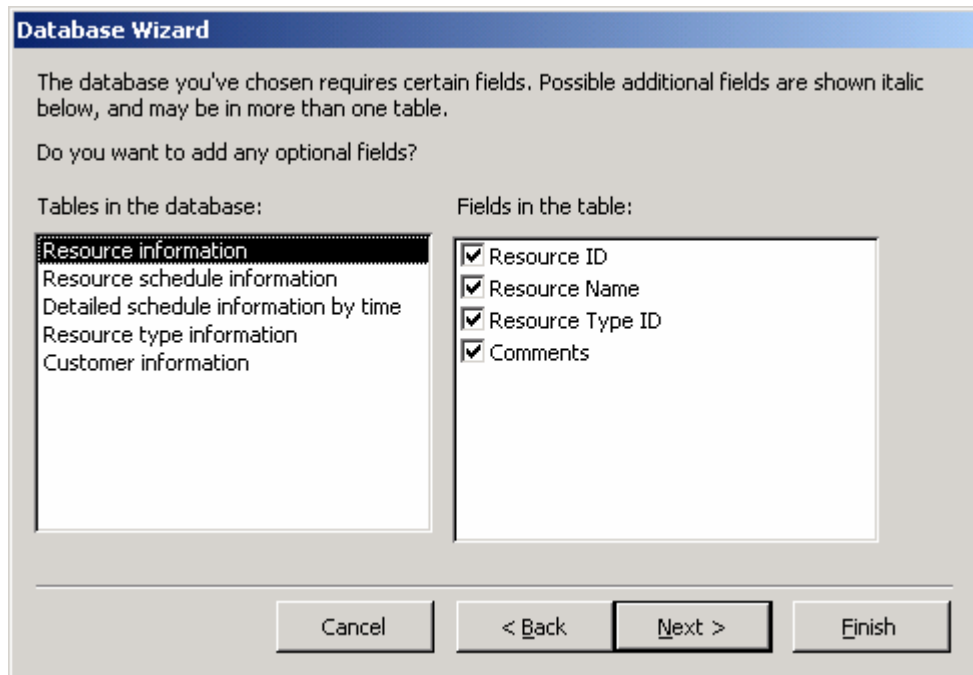 Database Wizard
The database you've chosen requires certain fields. Possible additional fields are shown italic
below, and may be in more than one table.
Do you want to add any optional fields?
Tables in the database:
Resource information
Resource schedule information
Detailed schedule information by time
Resource type information
Customer information
Fields in the table:
Resource ID
Resource Name
Resource Type ID
Comments
Cancel
< Back
Next >
Finish